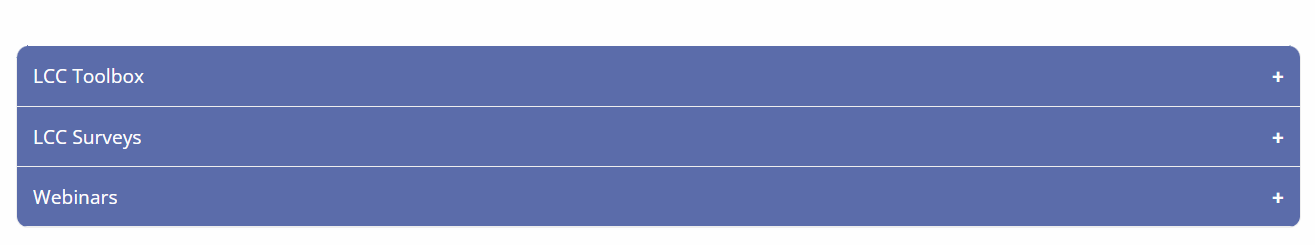 LCC Toolbox +
LCC Surveys +
Webinars +